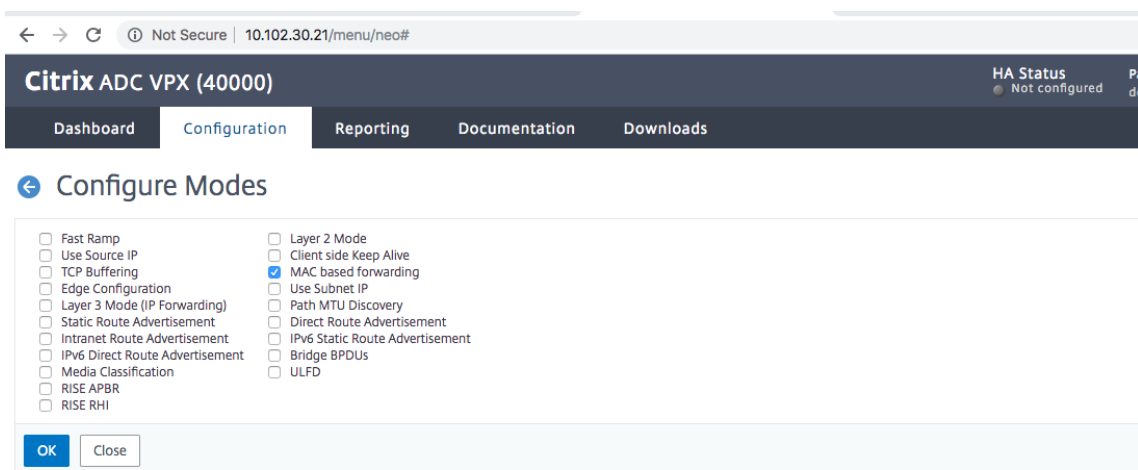 Not Secure | 10.102.30.21/menu/neo#
Citrix ADC VPX (40000)
HA Status
Not configured
Dashboard
Configuration
Reporting
Documentation
Downloads
Configure Modes
Fast Ramp
Use Source IP
TCP Buffering
Edge Configuration
Layer 3 Mode (IP Forwarding)
Static Route Advertisement
Intranet Route Advertisement
IPv6 Direct Route Advertisement
Media Classification
RISE APBR
RISE RHI
Layer 2 Mode
Client side Keep Alive
MAC based forwarding
Use Subnet IP
Path MTU Discovery
Direct Route Advertisement
IPv6 Static Route Advertisement
Bridge BPDUs
ULFD
OK
Close